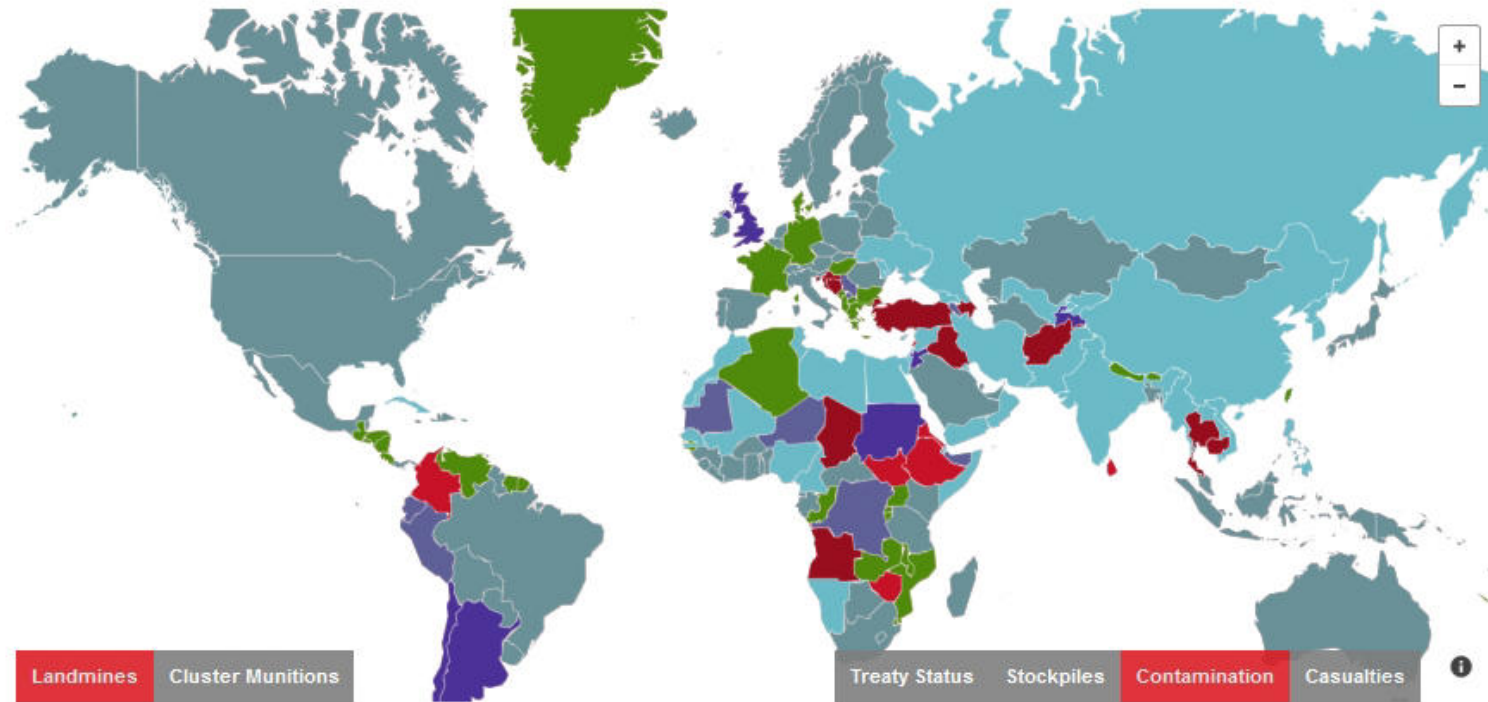 +
−
Landmines Cluster Munitions Treaty Status Stockpiles Contamination Casualties
i